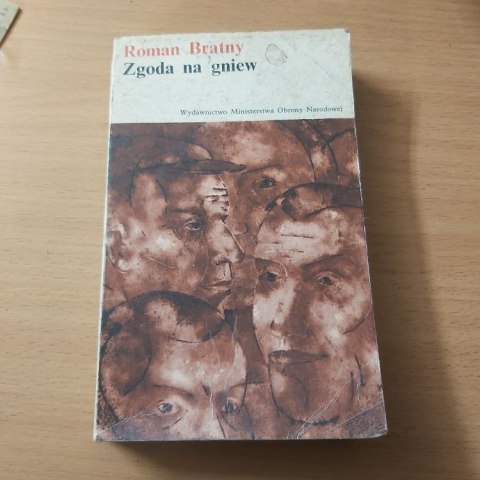 Roman Bratny
Zgoda na gniew
Wydawnictwo Ministerstwa Obrony Narodowej